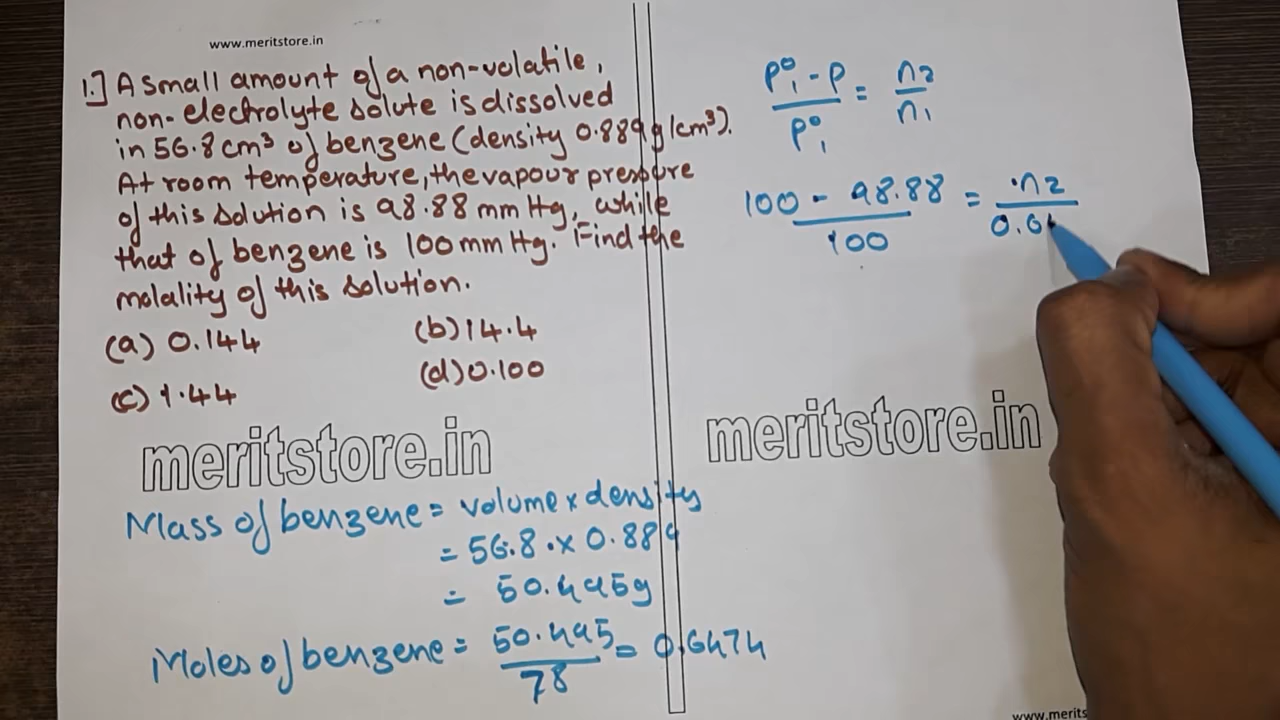 www.meritstore.in
1.] A small amount of a non-volatile,
non-electrolyte solute is dissolved
in 56.8 cm³ of benzene (density 0.889 g/cm³).
At room temperature, the vapour pressure
of this solution is 98.88 mm Hg, while
that of benzene is 100 mm Hg. Find the
molality of this solution.
(a) 0.144 (b) 14.4
(c) 1.44 (d) 0.100
meritstore.in
Mass of benzene = volume × density
= 56.8 × 0.889
= 50.495g
Moles of benzene = 50.495/78 = 0.6474
(P₁° - P)/P₁° = n₂/n₁
(100 - 98.88)/100 = n₂/0.6
meritstore.in
www.merits